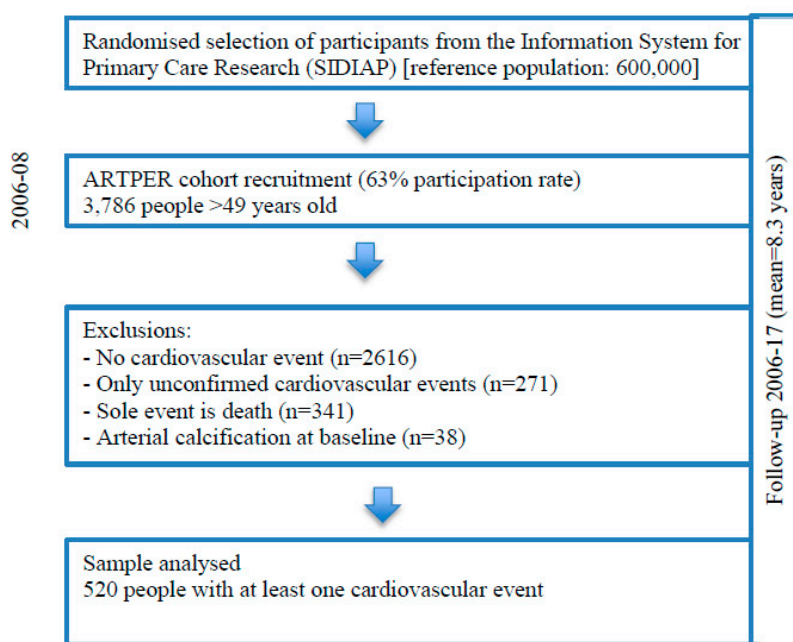 Randomised selection of participants from the Information System for
Primary Care Research (SIDIAP) [reference population: 600,000]
2006-08
ARTPER cohort recruitment (63% participation rate)
3,786 people >49 years old
Exclusions:
- No cardiovascular event (n=2616)
- Only unconfirmed cardiovascular events (n=271)
- Sole event is death (n=341)
- Arterial calcification at baseline (n=38)
Sample analysed
520 people with at least one cardiovascular event
Follow-up 2006-17 (mean=8.3 years)